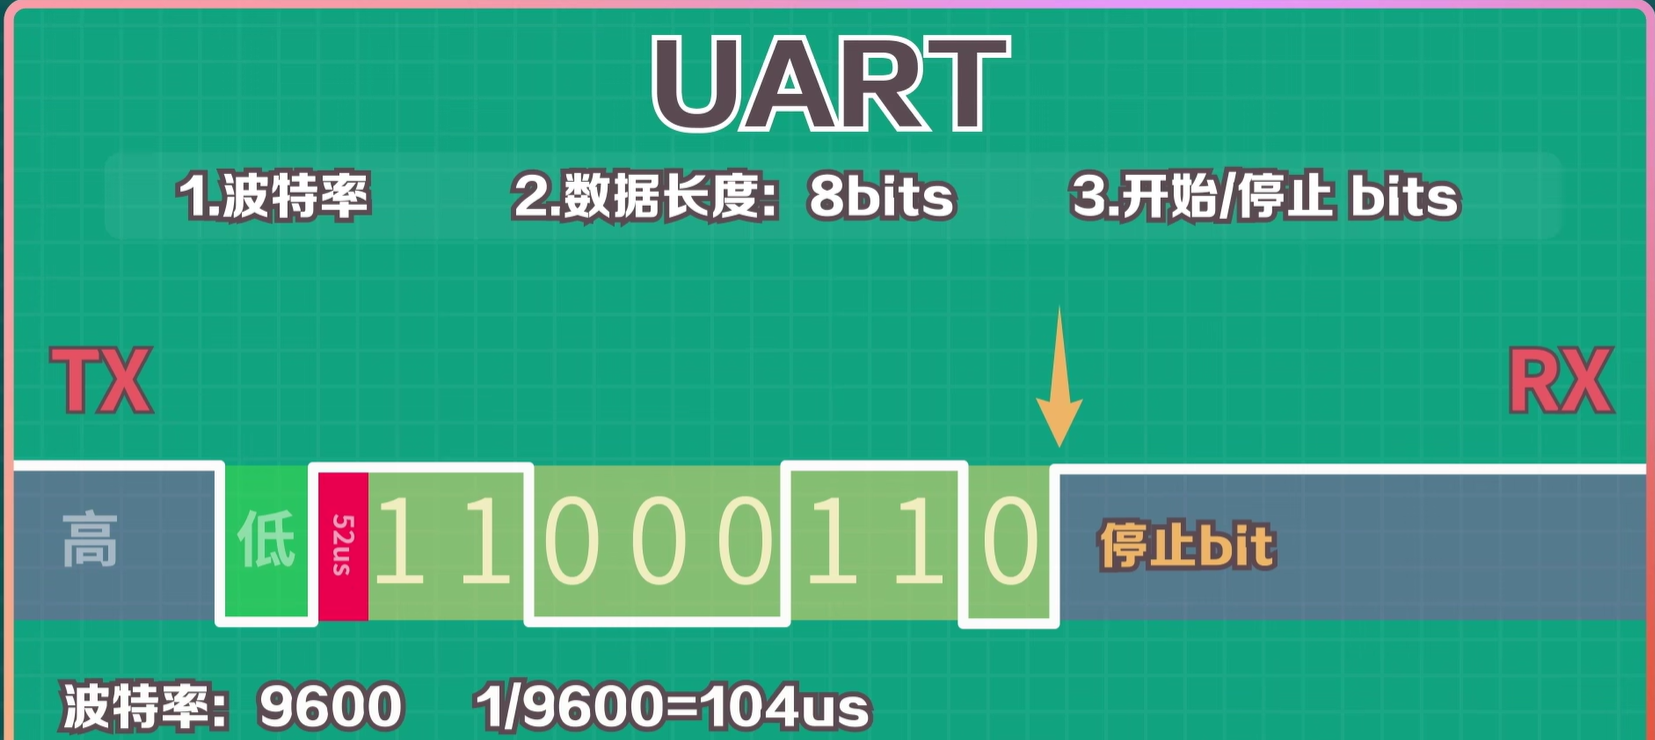 UART
1.波特率 2.数据长度: 8bits 3.开始/停止 bits
TX RX
高 低 52us 1 1 0 0 0 1 1 0 停止bit
波特率: 9600 1/9600=104us